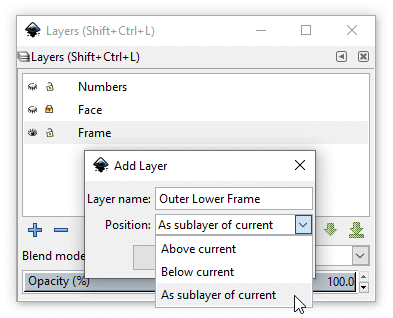 Layers (Shift+Ctrl+L)
Layers (Shift+Ctrl+L)
Numbers
Face
Frame
Add Layer
Layer name: Outer Lower Frame
Position: As sublayer of current
Above current
Below current
As sublayer of current
Blend mode
Opacity (%) 100.0